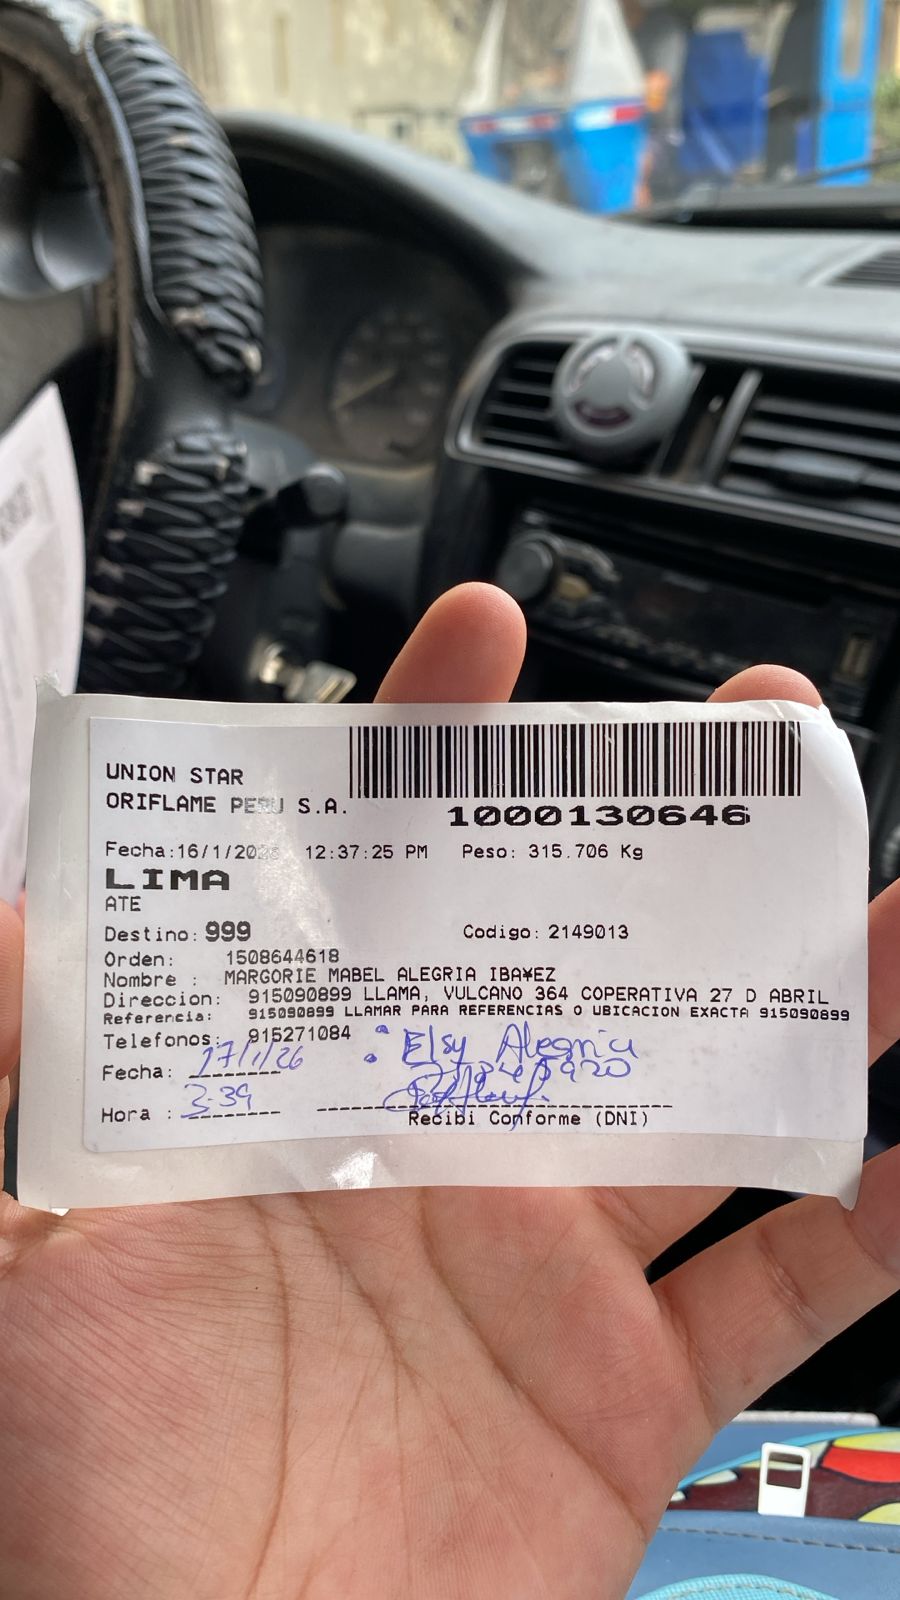 UNION STAR
ORIFLAME PERU S.A.
1000130646
Fecha:16/1/2026 12:37:25 PM Peso: 315.706 Kg
LIMA
ATE
Destino: 999 Codigo: 2149013
Orden: 1508644618
Nombre : MARGORIE MABEL ALEGRIA IBA¥EZ
Direccion: 915090899 LLAMA, VULCANO 364 COPERATIVA 27 D ABRIL
Referencia: 915090899 LLAMAR PARA REFERENCIAS O UBICACION EXACTA 915090899
Telefonos: 915271084
Elsy Alegria
Fecha: 17/1/26
Hora : 3:39
Recibi Conforme (DNI)